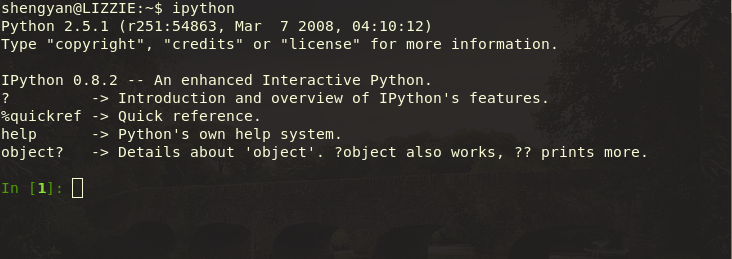 shengyan@LIZZIE:~$ ipython
Python 2.5.1 (r251:54863, Mar  7 2008, 04:10:12)
Type "copyright", "credits" or "license" for more information.

IPython 0.8.2 -- An enhanced Interactive Python.
?         -> Introduction and overview of IPython's features.
%quickref -> Quick reference.
help      -> Python's own help system.
object?   -> Details about 'object'. ?object also works, ?? prints more.

In [1]: